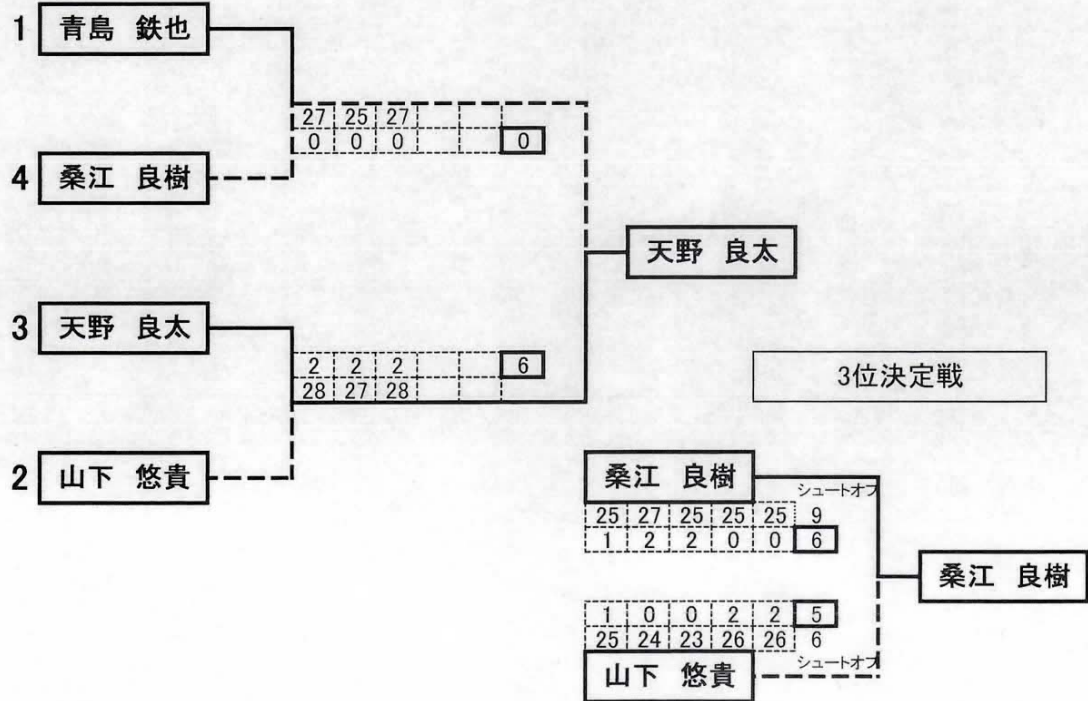 1 青島 鉄也
27 25 27
0 0 0 0
4 桑江 良樹
天野 良太
3 天野 良太
2 2 2 6
28 27 28
3位決定戦
2 山下 悠貴
桑江 良樹
シュートオフ
25 27 25 25 25 9
1 2 2 0 0 6
桑江 良樹
1 0 0 2 2 5
25 24 23 26 26 6
シュートオフ
山下 悠貴